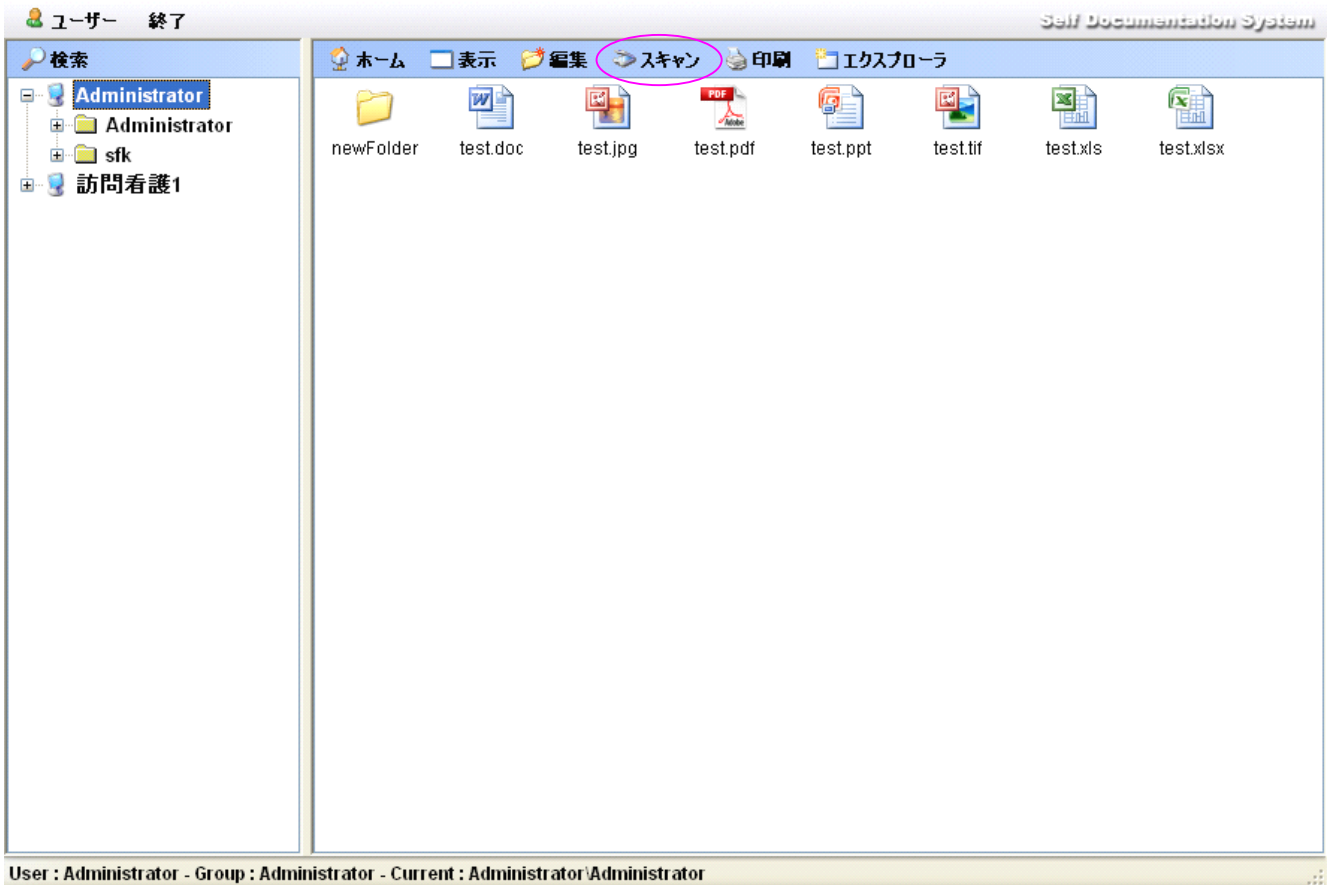 ユーザー 終了 Self Documentation System
検索
ホーム 表示 編集 スキャン 印刷 エクスプローラ
Administrator
Administrator
sfk
訪問看護1
newFolder test.doc test.jpg test.pdf test.ppt test.tif test.xls test.xlsx
PDF
Adobe
User : Administrator - Group : Administrator - Current : Administrator\Administrator